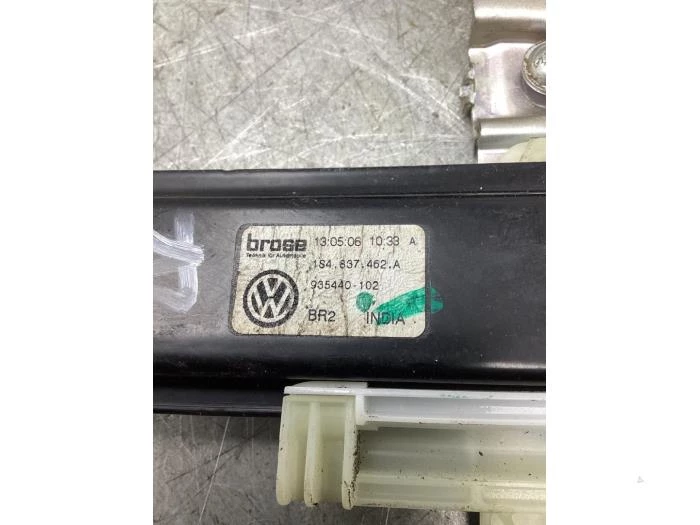 brose 13:05:06 10:33 A
Technik für Automobile
1S4.837.462.A
935440-102
BR2 INDIA